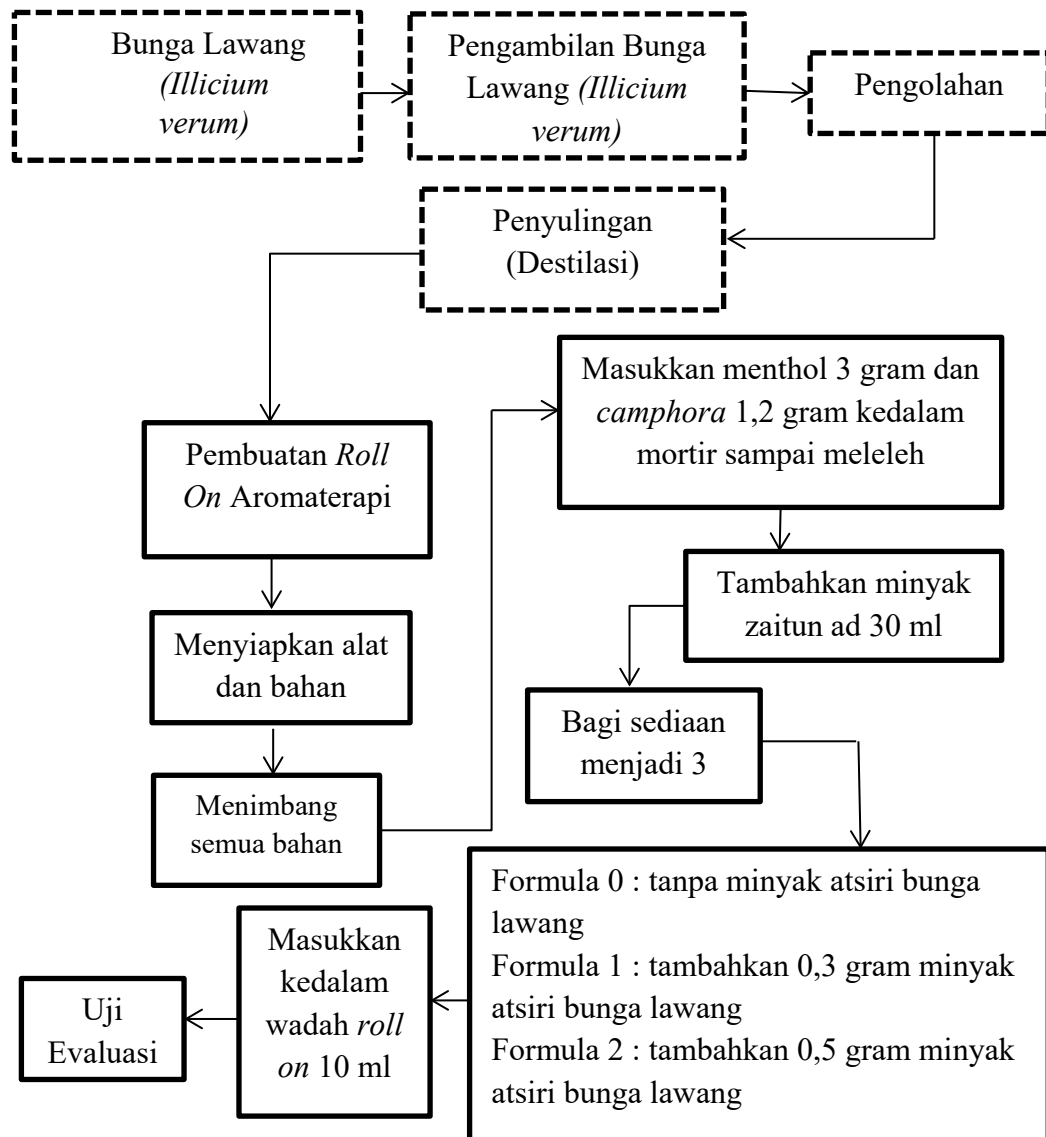 Bunga Lawang
(Illicium
verum)
Pengambilan Bunga
Lawang (Illicium
verum)
Pengolahan
Penyulingan
(Destilasi)
Pembuatan Roll
On Aromaterapi
Menyiapkan alat
dan bahan
Menimbang
semua bahan
Masukkan menthol 3 gram dan
camphora 1,2 gram kedalam
mortir sampai meleleh
Tambahkan minyak
zaitun ad 30 ml
Bagi sediaan
menjadi 3
Formula 0 : tanpa minyak atsiri bunga
lawang
Formula 1 : tambahkan 0,3 gram minyak
atsiri bunga lawang
Formula 2 : tambahkan 0,5 gram minyak
atsiri bunga lawang
Masukkan
kedalam
wadah roll
on 10 ml
Uji
Evaluasi